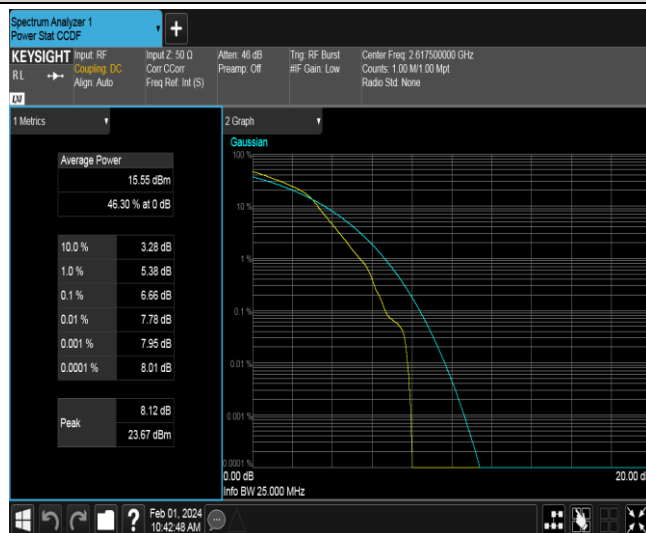 Spectrum Analyzer 1
Power Stat CCDF
KEYSIGHT
RL
LXI
Input: RF
Coupling: DC
Align: Auto
Input Z: 50 Ω
Corr CCorr
Freq Ref: Int (S)
Atten: 46 dB
Preamp: Off
Trig: RF Burst
#IF Gain: Low
Center Freq: 2.617500000 GHz
Counts: 1.00 M/1.00 Mpt
Radio Std: None
1 Metrics
Average Power
15.55 dBm
46.30 % at 0 dB
10.0 % 3.28 dB
1.0 % 5.38 dB
0.1 % 6.66 dB
0.01 % 7.78 dB
0.001 % 7.95 dB
0.0001 % 8.01 dB
Peak
8.12 dB
23.67 dBm
2 Graph
Gaussian
100 %
10 %
1 %
0.1 %
0.01 %
0.001 %
0.0001 %
0.00 dB 20.00 d
Info BW 25.000 MHz
?
Feb 01, 2024
10:42:48 AM